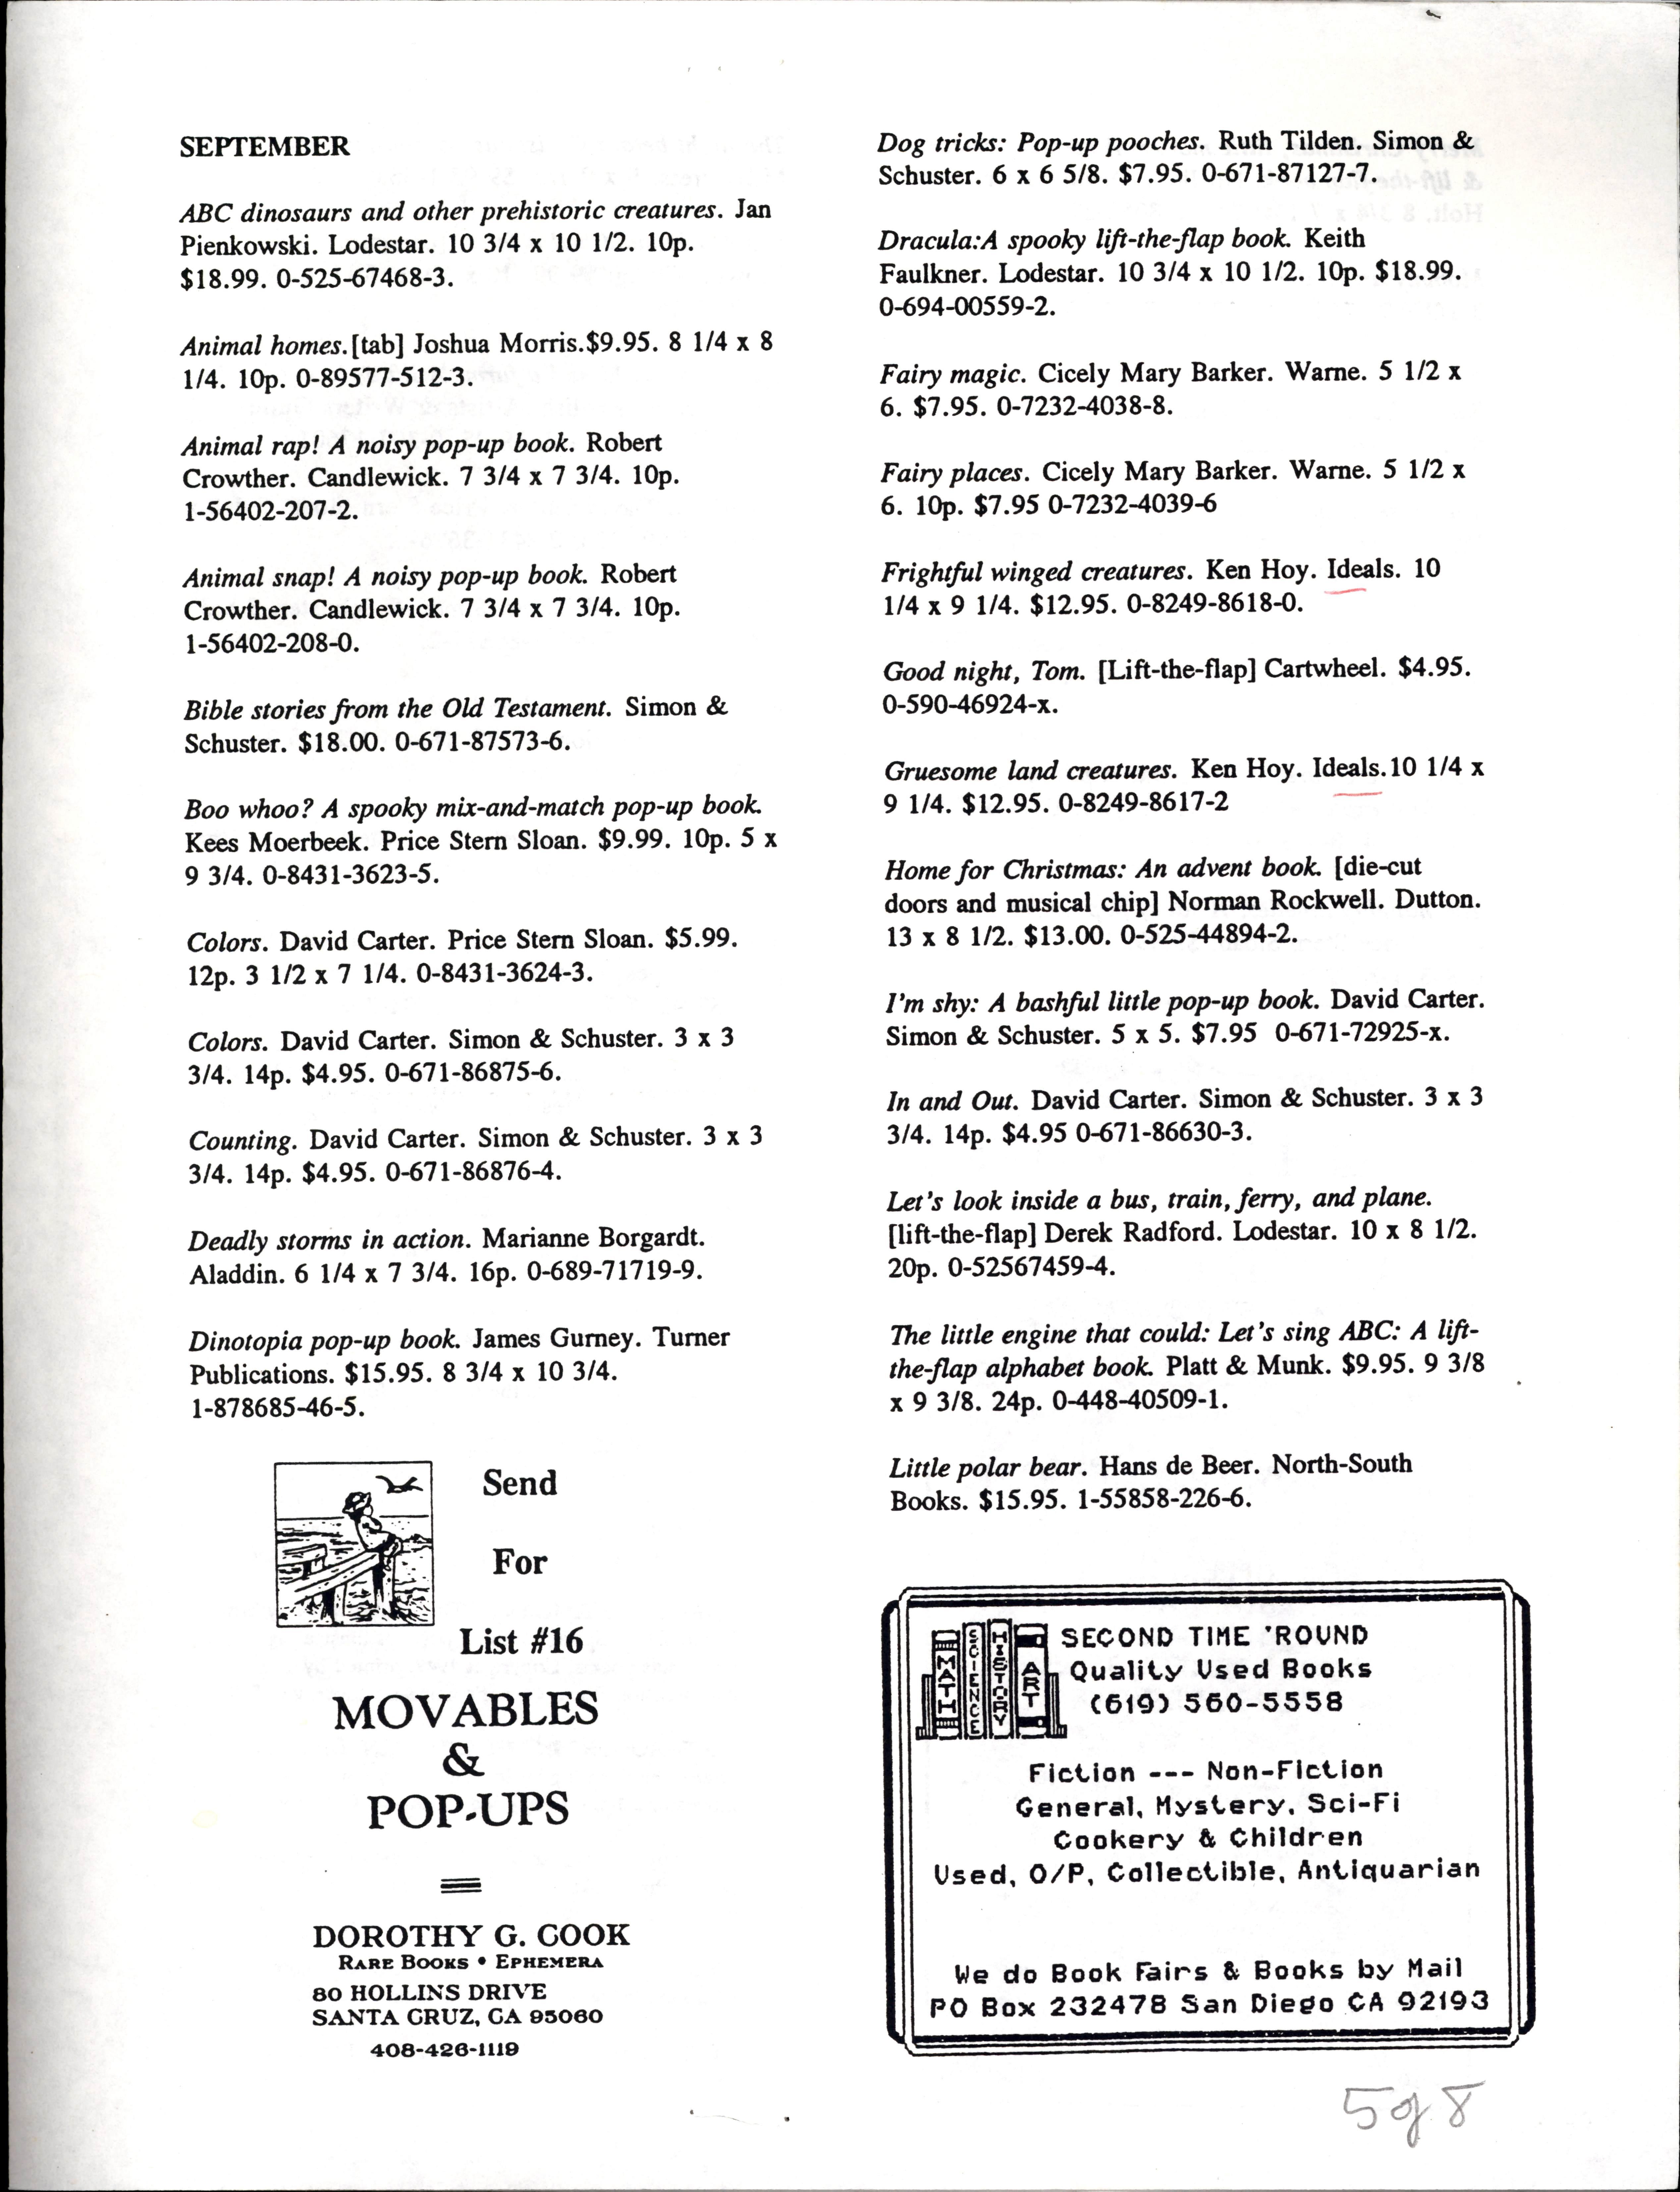 SEPTEMBER
ABC dinosaurs and other prehistoric creatures. Jan
Pienkowski. Lodestar. 10 3/4 x 10 1/2. 10p.
$18.99. 0-525-67468-3.
Animal homes.[tab] Joshua Morris.$9.95. 8 1/4 x 8
1/4. 10p. 0-89577-512-3.
Animal rap! A noisy pop-up book. Robert
Crowther. Candlewick. 7 3/4 x 7 3/4. 10p.
1-56402-207-2.
Animal snap! A noisy pop-up book. Robert
Crowther. Candlewick. 7 3/4 x 7 3/4. 10p.
1-56402-208-0.
Bible stories from the Old Testament. Simon &
Schuster. $18.00. 0-671-87573-6.
Boo whoo? A spooky mix-and-match pop-up book.
Kees Moerbeek. Price Stern Sloan. $9.99. 10p. 5 x
9 3/4. 0-8431-3623-5.
Colors. David Carter. Price Stern Sloan. $5.99.
12p. 3 1/2 x 7 1/4. 0-8431-3624-3.
Colors. David Carter. Simon & Schuster. 3 x 3
3/4. 14p. $4.95. 0-671-86875-6.
Counting. David Carter. Simon & Schuster. 3 x 3
3/4. 14p. $4.95. 0-671-86876-4.
Deadly storms in action. Marianne Borgardt.
Aladdin. 6 1/4 x 7 3/4. 16p. 0-689-71719-9.
Dinotopia pop-up book. James Gurney. Turner
Publications. $15.95. 8 3/4 x 10 3/4.
1-878685-46-5.
Send
For
List #16
MOVABLES
&
POP-UPS
DOROTHY G. COOK
RARE BOOKS • EPHEMERA
80 HOLLINS DRIVE
SANTA CRUZ, CA 95060
408-426-1119
Dog tricks: Pop-up pooches. Ruth Tilden. Simon &
Schuster. 6 x 6 5/8. $7.95. 0-671-87127-7.
Dracula:A spooky lift-the-flap book. Keith
Faulkner. Lodestar. 10 3/4 x 10 1/2. 10p. $18.99.
0-694-00559-2.
Fairy magic. Cicely Mary Barker. Warne. 5 1/2 x
6. $7.95. 0-7232-4038-8.
Fairy places. Cicely Mary Barker. Warne. 5 1/2 x
6. 10p. $7.95 0-7232-4039-6
Frightful winged creatures. Ken Hoy. Ideals. 10
1/4 x 9 1/4. $12.95. 0-8249-8618-0.
Good night, Tom. [Lift-the-flap] Cartwheel. $4.95.
0-590-46924-x.
Gruesome land creatures. Ken Hoy. Ideals.10 1/4 x
9 1/4. $12.95. 0-8249-8617-2
Home for Christmas: An advent book. [die-cut
doors and musical chip] Norman Rockwell. Dutton.
13 x 8 1/2. $13.00. 0-525-44894-2.
I'm shy: A bashful little pop-up book. David Carter.
Simon & Schuster. 5 x 5. $7.95 0-671-72925-x.
In and Out. David Carter. Simon & Schuster. 3 x 3
3/4. 14p. $4.95 0-671-86630-3.
Let's look inside a bus, train, ferry, and plane.
[lift-the-flap] Derek Radford. Lodestar. 10 x 8 1/2.
20p. 0-52567459-4.
The little engine that could: Let's sing ABC: A lift-
the-flap alphabet book. Platt & Munk. $9.95. 9 3/8
x 9 3/8. 24p. 0-448-40509-1.
Little polar bear. Hans de Beer. North-South
Books. $15.95. 1-55858-226-6.
MATH
SCIENCE
HISTORY
ART
SECOND TIME 'ROUND
Quality Used Books
(619) 560-5558
Fiction --- Non-Fiction
General, Mystery, Sci-Fi
Cookery & Children
Used, O/P, Collectible, Antiquarian
We do Book Fairs & Books by Mail
PO Box 232478 San Diego CA 92193
5 of 8